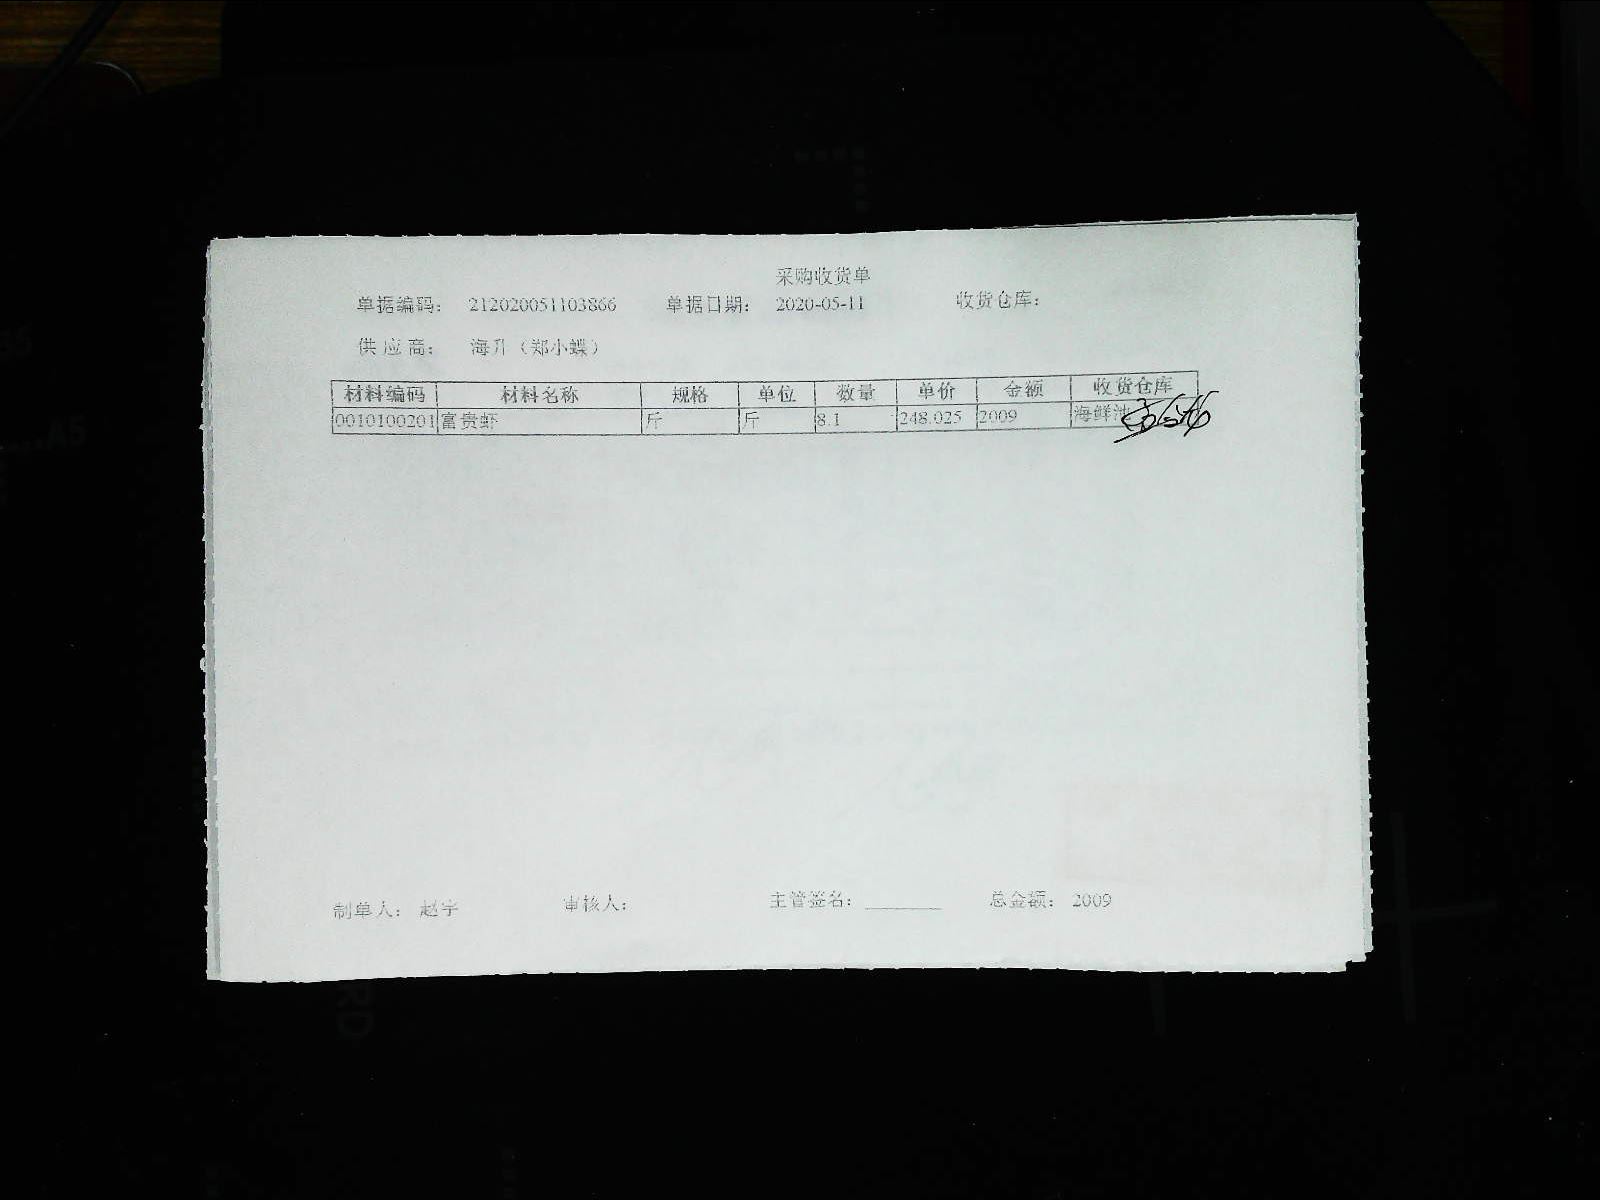 采购收货单
单据编码: 212020051103866 单据日期: 2020-05-11 收货仓库:
供应商: 海升（郑小蝶）
材料编码 材料名称 规格 单位 数量 单价 金额 收货仓库
0010100201 富贵虾 斤 斤 8.1 248.025 2009 海鲜池
制单人: 赵宇 审核人: 主管签名: 总金额: 2009